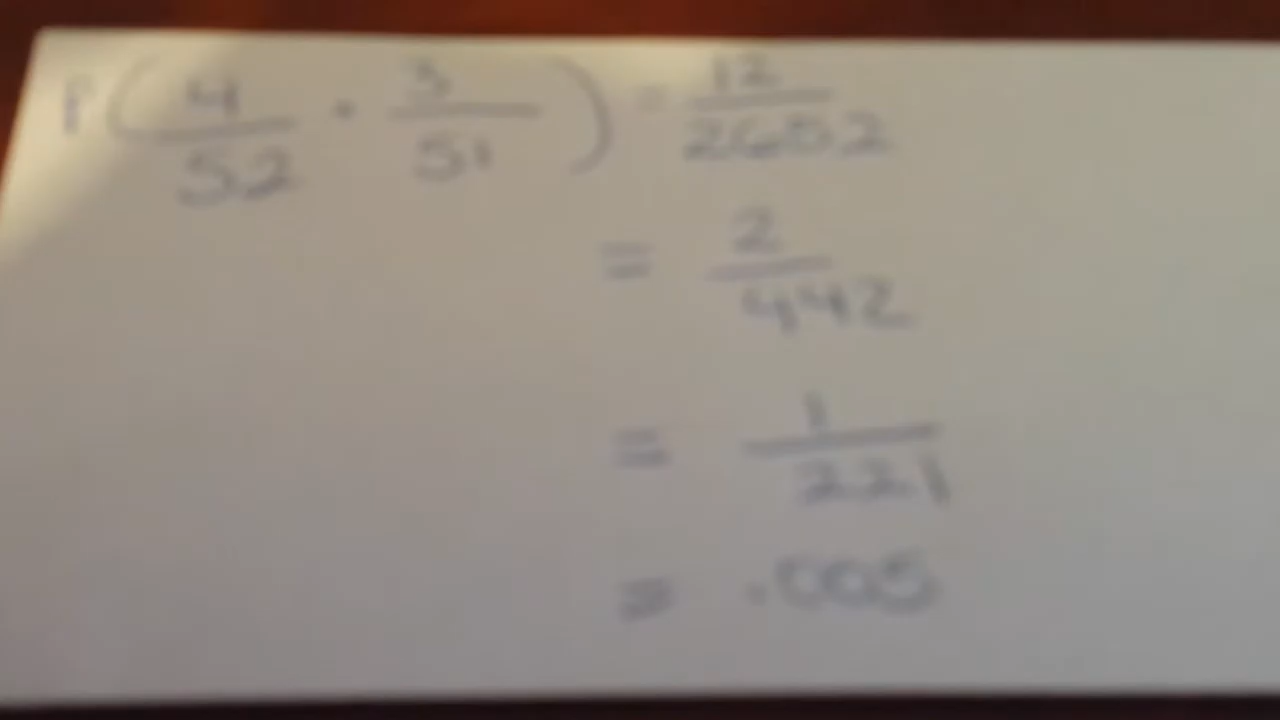 P(4/52 · 3/51) = 12/2652
= 2/442
= 1/221
= .005